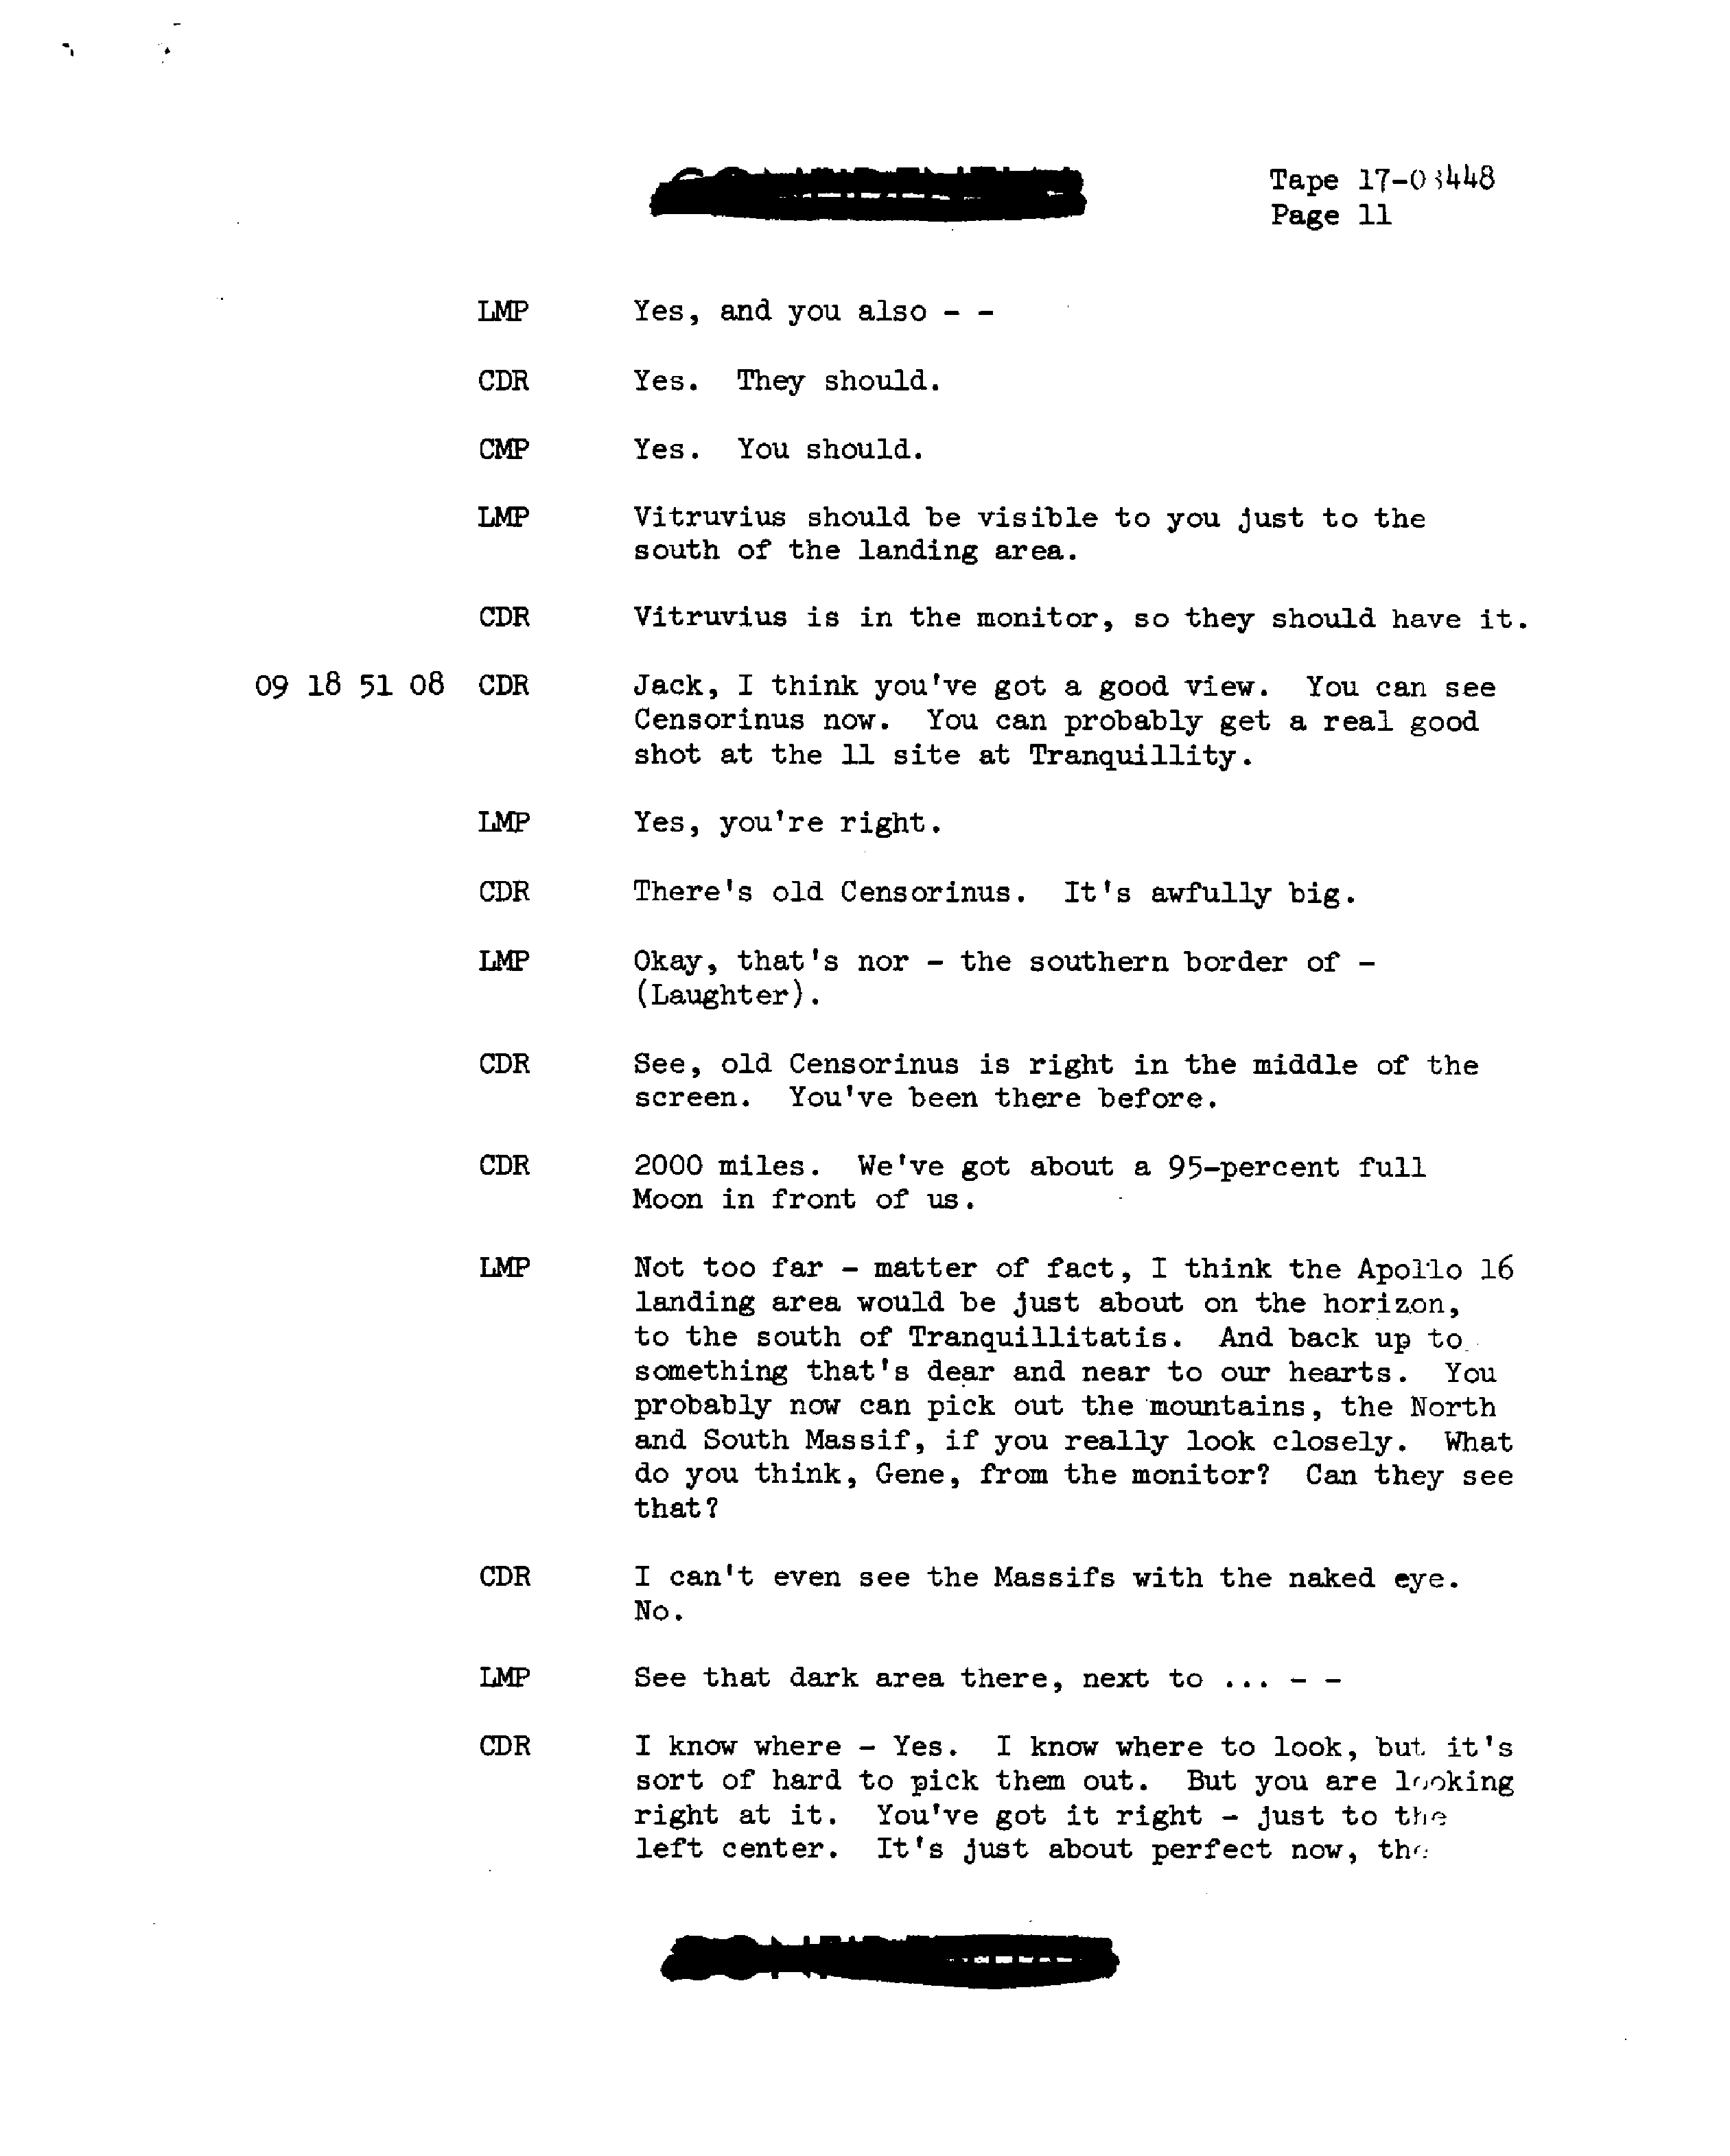 Tape 17-03448
Page 11
LMP Yes, and you also - -
CDR Yes. They should.
CMP Yes. You should.
LMP Vitruvius should be visible to you just to the
south of the landing area.
CDR Vitruvius is in the monitor, so they should have it.
09 18 51 08 CDR Jack, I think you've got a good view. You can see
Censorinus now. You can probably get a real good
shot at the 11 site at Tranquillity.
LMP Yes, you're right.
CDR There's old Censorinus. It's awfully big.
LMP Okay, that's nor - the southern border of -
(Laughter).
CDR See, old Censorinus is right in the middle of the
screen. You've been there before.
CDR 2000 miles. We've got about a 95-percent full
Moon in front of us.
LMP Not too far - matter of fact, I think the Apollo 16
landing area would be just about on the horizon,
to the south of Tranquillitatis. And back up to
something that's dear and near to our hearts. You
probably now can pick out the mountains, the North
and South Massif, if you really look closely. What
do you think, Gene, from the monitor? Can they see
that?
CDR I can't even see the Massifs with the naked eye.
No.
LMP See that dark area there, next to ... - -
CDR I know where - Yes. I know where to look, but it's
sort of hard to pick them out. But you are looking
right at it. You've got it right - just to the
left center. It's just about perfect now, the